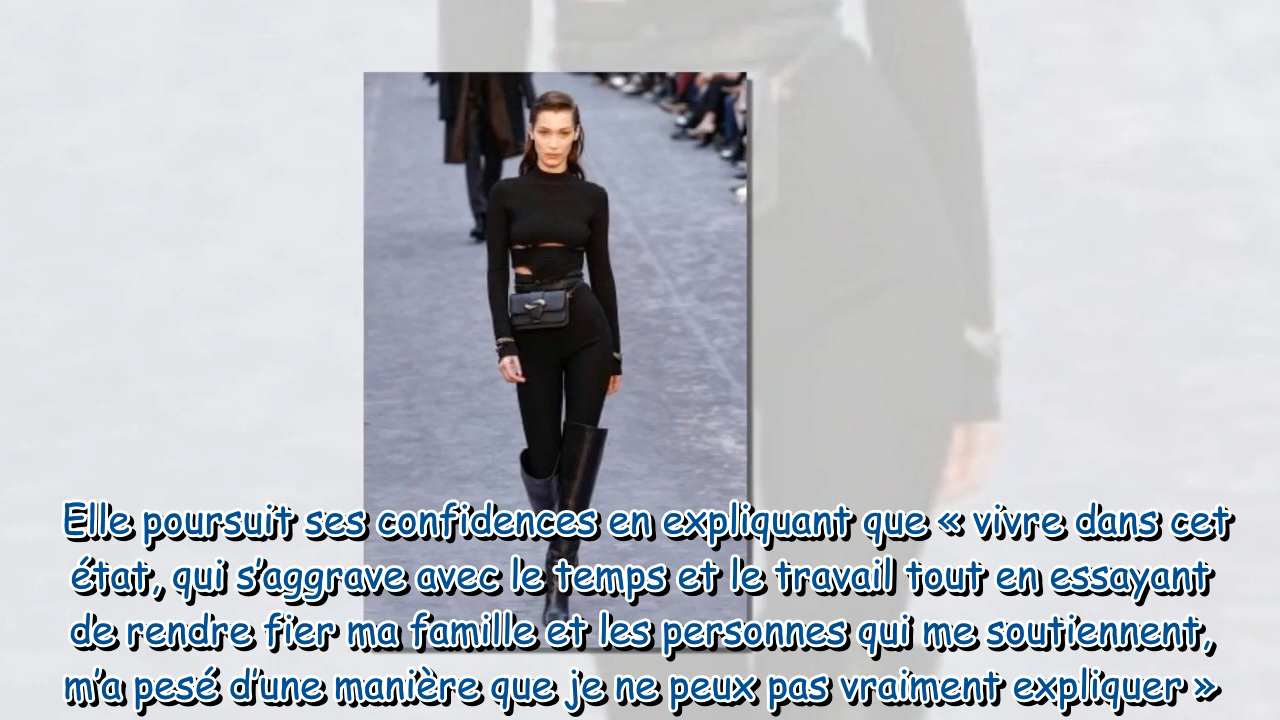 Elle poursuit ses confidences en expliquant que « vivre dans cet
état, qui s’aggrave avec le temps et le travail tout en essayant
de rendre fier ma famille et les personnes qui me soutiennent,
m’a pesé d’une manière que je ne peux pas vraiment expliquer »